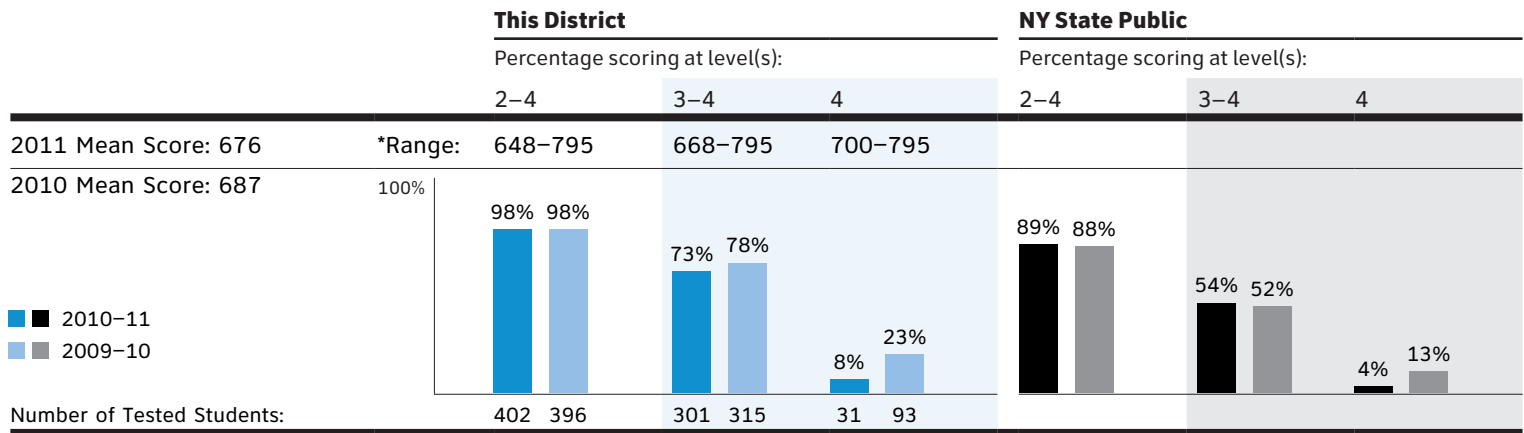 This District NY State Public
Percentage scoring at level(s): Percentage scoring at level(s):
2–4 3–4 4 2–4 3–4 4
2011 Mean Score: 676 *Range: 648–795 668–795 700–795
2010 Mean Score: 687 100%
98% 98% 73% 78% 8% 23% 89% 88% 54% 52% 4% 13%
2010–11
2009–10
Number of Tested Students: 402 396 301 315 31 93